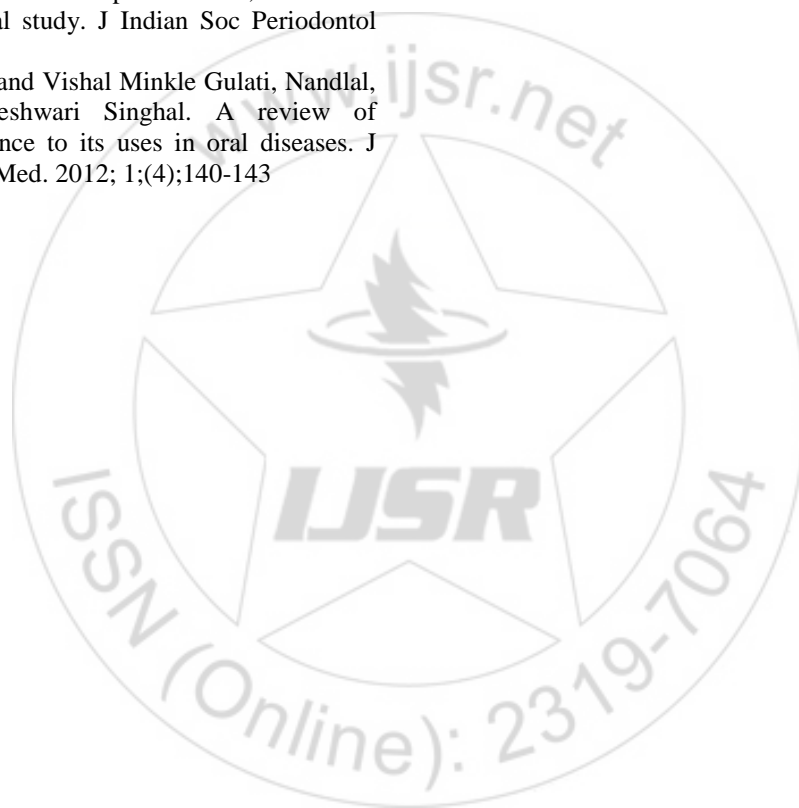 al study. J Indian Soc Periodontol
and Vishal Minkle Gulati, Nandlal,
eshwari Singhal. A review of
nce to its uses in oral diseases. J
Med. 2012; 1;(4);140-143
www.ijsr.net
IJSR
ISSN (Online): 2319-7064